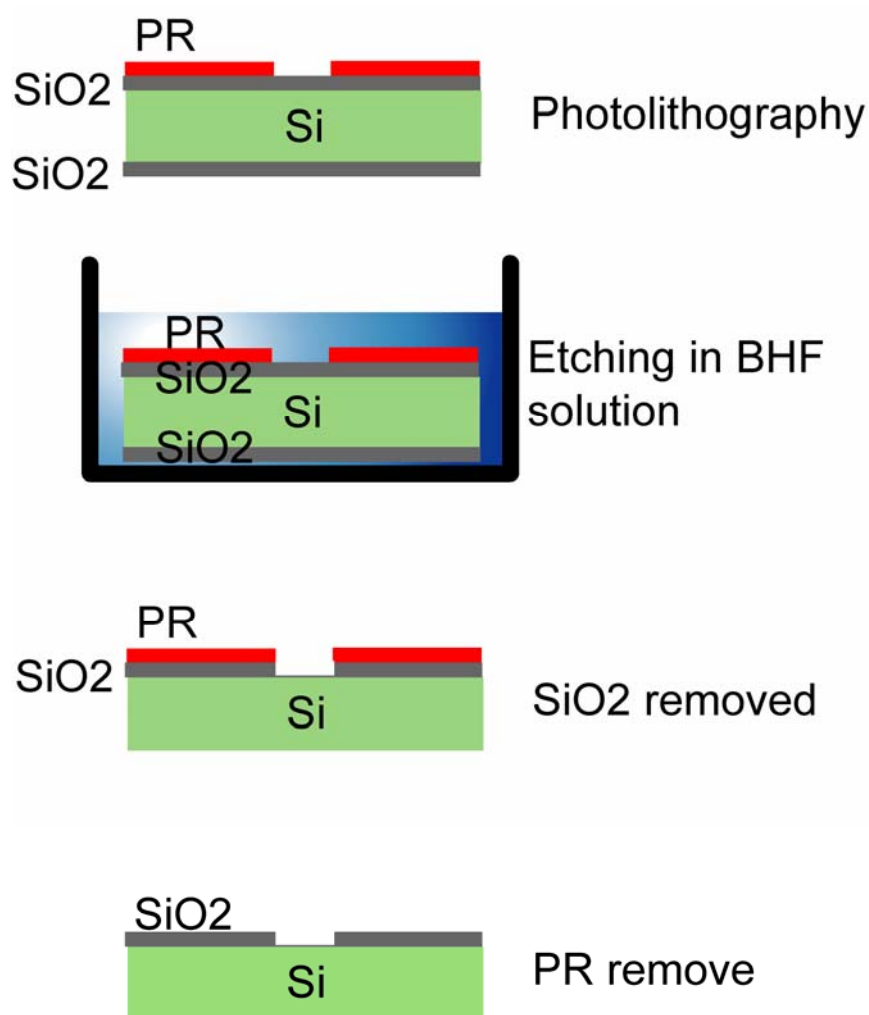 PR
SiO2
Si
Photolithography
SiO2
PR
SiO2
Si
SiO2
Etching in BHF
solution
PR
SiO2
Si
SiO2 removed
SiO2
Si
PR remove